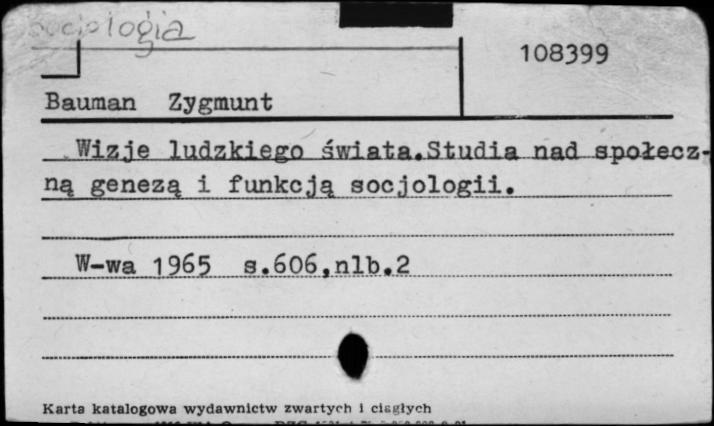 socjologia
108399
Bauman Zygmunt
Wizje ludzkiego świata.Studia nad społecz-
ną genezą i funkcją socjologii.
W-wa 1965 s.606,nlb.2
Karta katalogowa wydawnictw zwartych i ciągłych